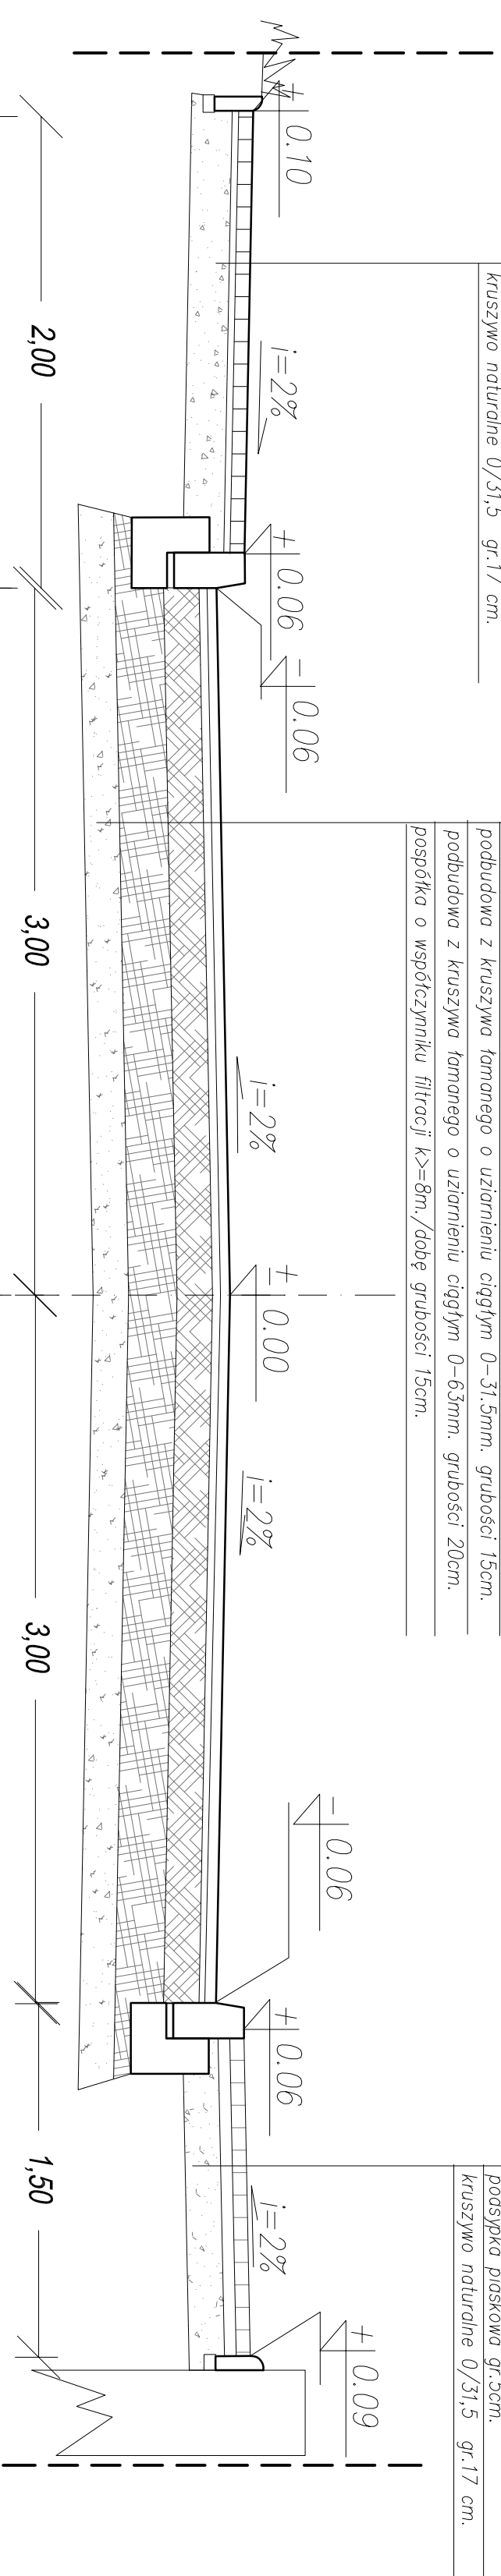 kruszywo naturalne 0/31,5 gr.17 cm.
podbudowa z kruszywa łamanego o uziarnieniu ciągłym 0-31.5mm. grubości 15cm.
podbudowa z kruszywa łamanego o uziarnieniu ciągłym 0-63mm. grubości 20cm.
pospółka o współczynniku filtracji k>=8m./dobę grubości 15cm.
podsypka piaskowa gr.5cm.
kruszywo naturalne 0/31,5 gr.17 cm.
+ 0.10
i=2%
+ 0.06
- 0.06
i=2%
± 0.00
i=2%
- 0.06
+ 0.06
i=2%
+ 0.09
2,00
3,00
3,00
1,50